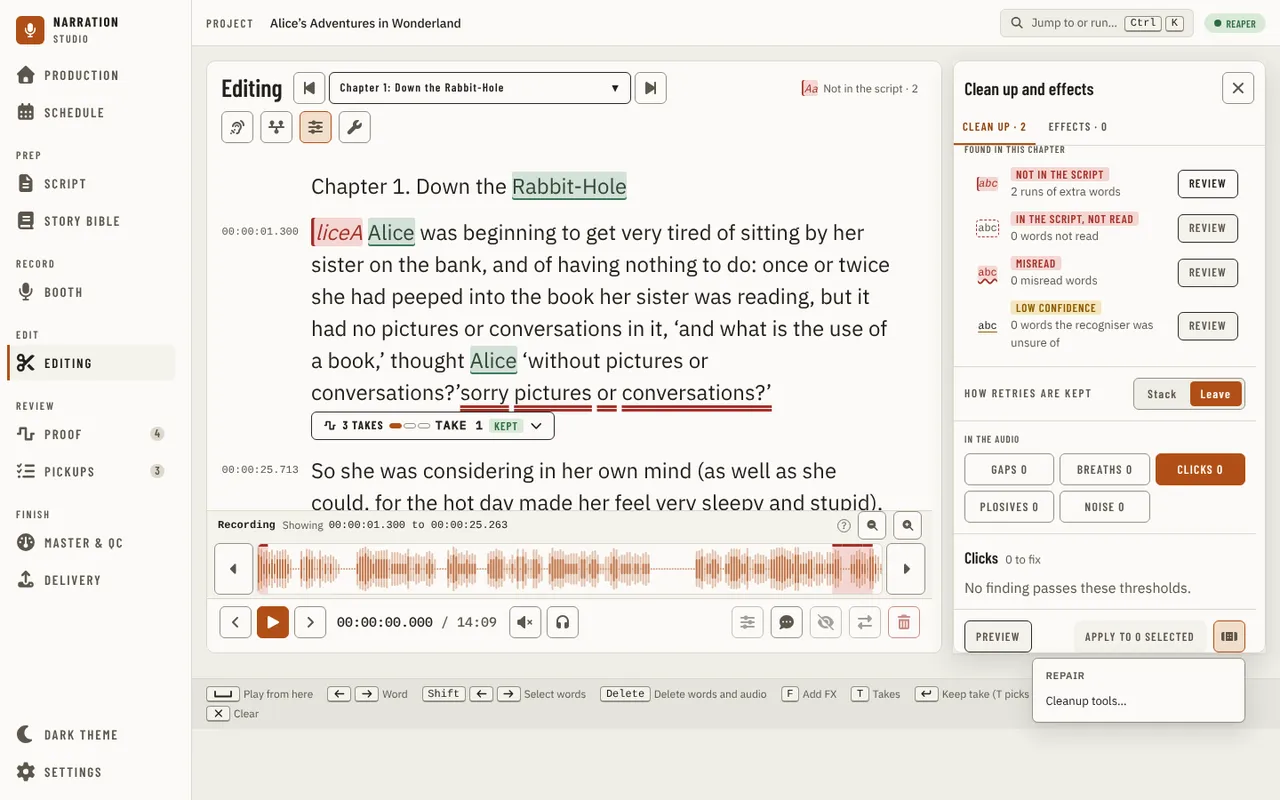 NARRATION
STUDIO
PRODUCTION
SCHEDULE
PREP
SCRIPT
STORY BIBLE
RECORD
BOOTH
EDIT
EDITING
REVIEW
PROOF 4
PICKUPS 3
FINISH
MASTER & QC
DELIVERY
DARK THEME
SETTINGS
PROJECT Alice's Adventures in Wonderland
Jump to or run... Ctrl K
REAPER
Editing
Chapter 1: Down the Rabbit-Hole ▼
Aa Not in the script · 2
Chapter 1. Down the Rabbit-Hole
00:00:01.300 liceA Alice was beginning to get very tired of sitting by her
sister on the bank, and of having nothing to do: once or twice
she had peeped into the book her sister was reading, but it
had no pictures or conversations in it, ‘and what is the use of
a book,’ thought Alice ‘without pictures or
conversations?’sorry pictures or conversations?’
3 TAKES TAKE 1 KEPT
00:00:25.713 So she was considering in her own mind (as well as she
could, for the hot day made her feel very sleepy and stupid),
Recording Showing 00:00:01.300 to 00:00:25.263 ?
00:00:00.000 / 14:09
Play from here ← → Word Shift ← → Select words Delete Delete words and audio F Add FX T Takes Keep take (T picks
X Clear
Clean up and effects
CLEAN UP · 2 EFFECTS · 0
FOUND IN THIS CHAPTER
abc NOT IN THE SCRIPT
2 runs of extra words
REVIEW
abc IN THE SCRIPT, NOT READ
0 words not read
REVIEW
abc MISREAD
0 misread words
REVIEW
abc LOW CONFIDENCE
0 words the recogniser was
unsure of
REVIEW
HOW RETRIES ARE KEPT Stack Leave
IN THE AUDIO
GAPS 0 BREATHS 0 CLICKS 0
PLOSIVES 0 NOISE 0
Clicks 0 to fix
No finding passes these thresholds.
PREVIEW APPLY TO 0 SELECTED
REPAIR
Cleanup tools...